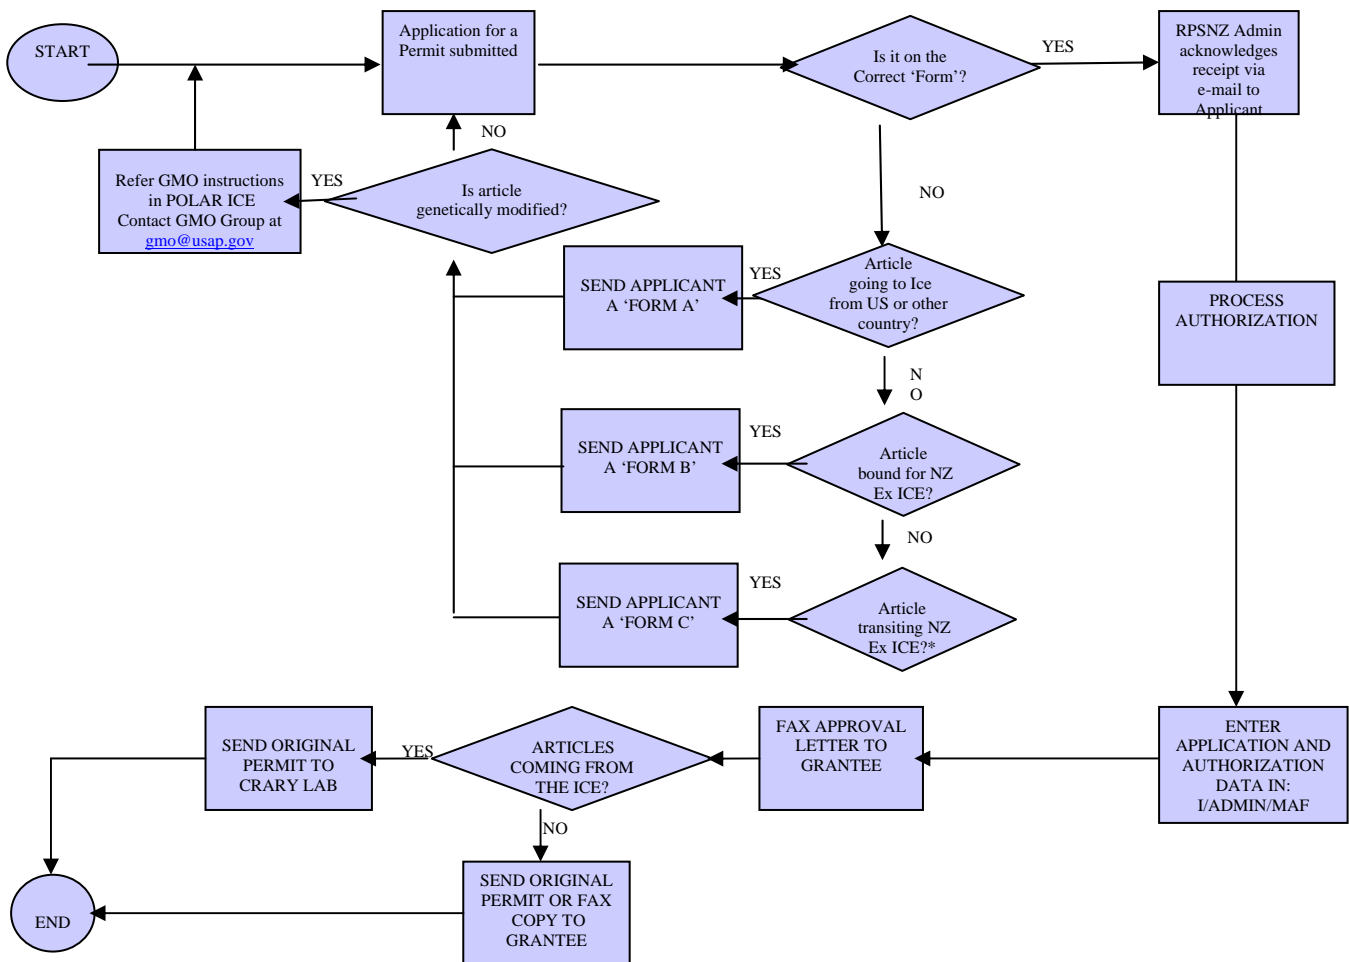 START
Application for a
Permit submitted
Is it on the
Correct ‘Form’?
YES
RPSNZ Admin
acknowledges
receipt via
e-mail to
Applicant
NO
Refer GMO instructions
in POLAR ICE
Contact GMO Group at
gmo@usap.gov
YES
Is article
genetically modified?
NO
SEND APPLICANT
A ‘FORM A’
YES
Article
going to Ice
from US or other
country?
PROCESS
AUTHORIZATION
N
O
SEND APPLICANT
A ‘FORM B’
YES
Article
bound for NZ
Ex ICE?
NO
SEND APPLICANT
A ‘FORM C’
YES
Article
transiting NZ
Ex ICE?*
SEND ORIGINAL
PERMIT TO
CRARY LAB
YES
ARTICLES
COMING FROM
THE ICE?
FAX APPROVAL
LETTER TO
GRANTEE
ENTER
APPLICATION AND
AUTHORIZATION
DATA IN:
I/ADMIN/MAF
NO
END
SEND ORIGINAL
PERMIT OR FAX
COPY TO
GRANTEE